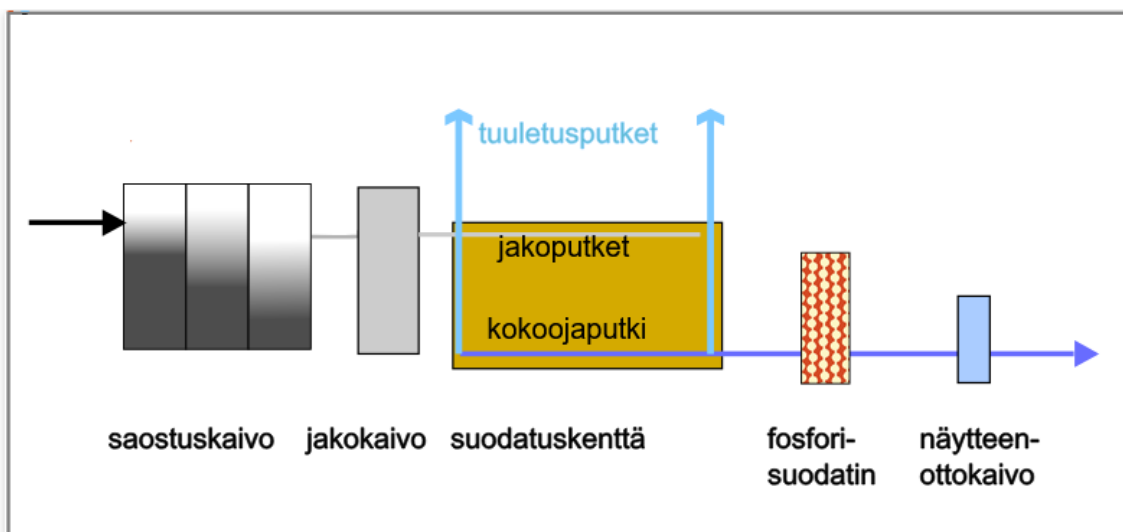 tuuletusputket
jakoputket
kokoojaputki
saostuskaivo jakokaivo suodatuskenttä
fosfori-
suodatin
näytteen-
ottokaivo